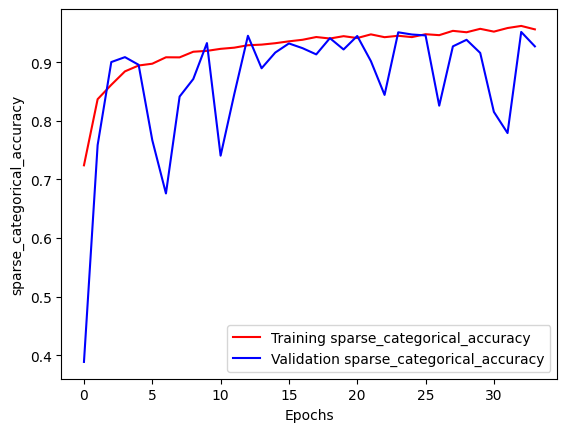 0.9
0.8
0.7
0.6
0.5
0.4
sparse_categorical_accuracy
Training sparse_categorical_accuracy
Validation sparse_categorical_accuracy
0 5 10 15 20 25 30
Epochs